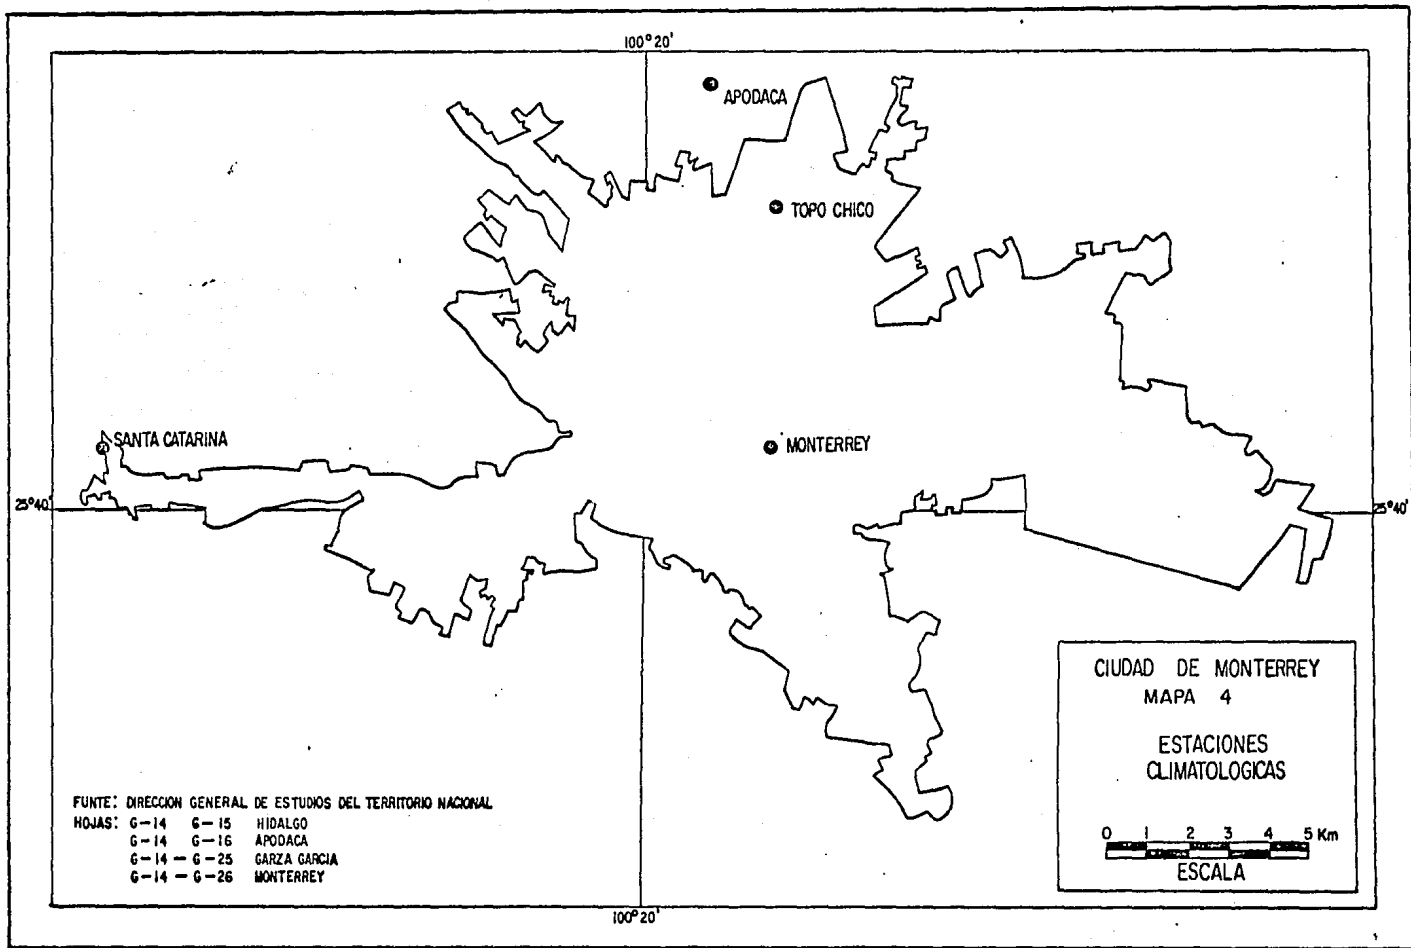 100°20'
APODACA
TOPO CHICO
SANTA CATARINA
MONTERREY
25°40'
25°40'
CIUDAD DE MONTERREY
MAPA 4
ESTACIONES
CLIMATOLOGICAS
0 1 2 3 4 5 Km
ESCALA
FUNTE: DIRECCION GENERAL DE ESTUDIOS DEL TERRITORIO NACIONAL
HOJAS: G-14 G-15 HIDALGO
G-14 G-16 APODACA
G-14 - G-25 GARZA GARCIA
G-14 - G-26 MONTERREY
100°20'